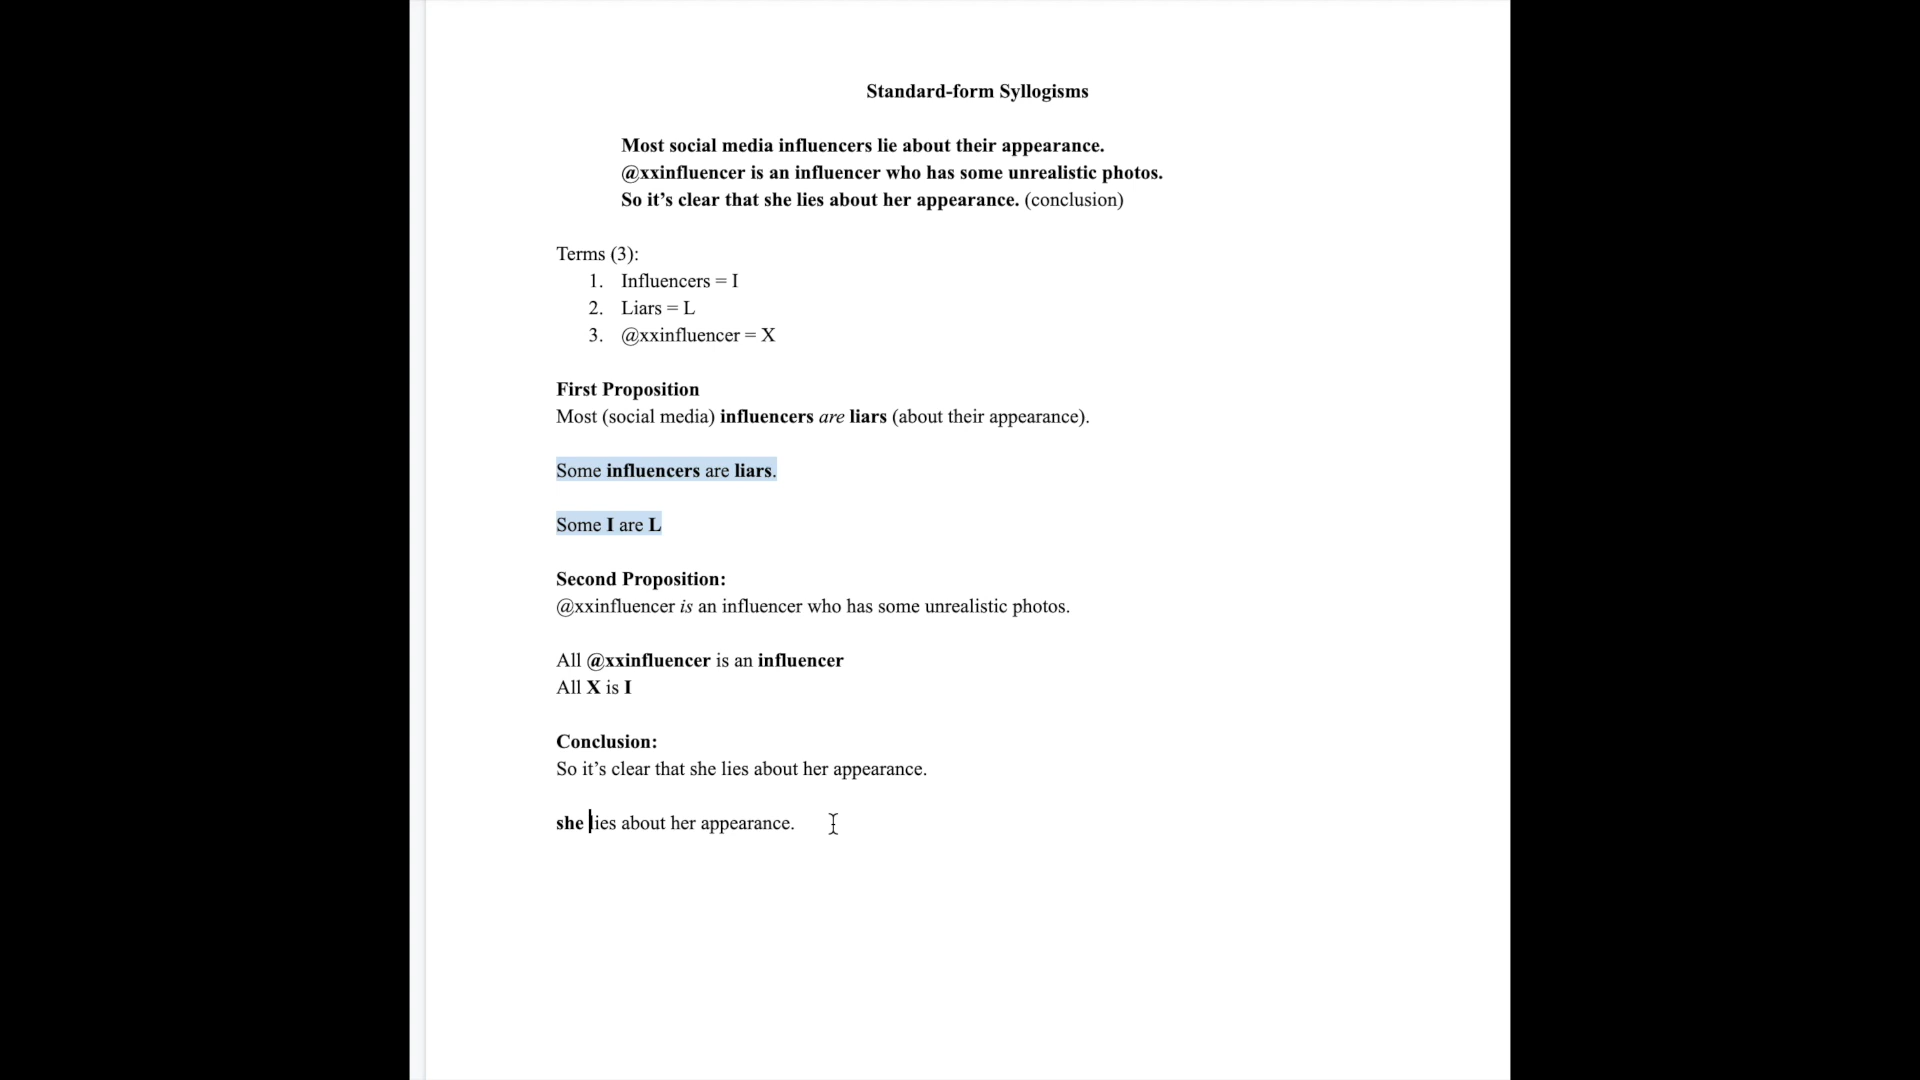 Standard-form Syllogisms
Most social media influencers lie about their appearance.
@xxinfluencer is an influencer who has some unrealistic photos.
So it’s clear that she lies about her appearance. (conclusion)
Terms (3):
1. Influencers = I
2. Liars = L
3. @xxinfluencer = X
First Proposition
Most (social media) influencers are liars (about their appearance).
Some influencers are liars.
Some I are L
Second Proposition:
@xxinfluencer is an influencer who has some unrealistic photos.
All @xxinfluencer is an influencer
All X is I
Conclusion:
So it’s clear that she lies about her appearance.
she lies about her appearance.